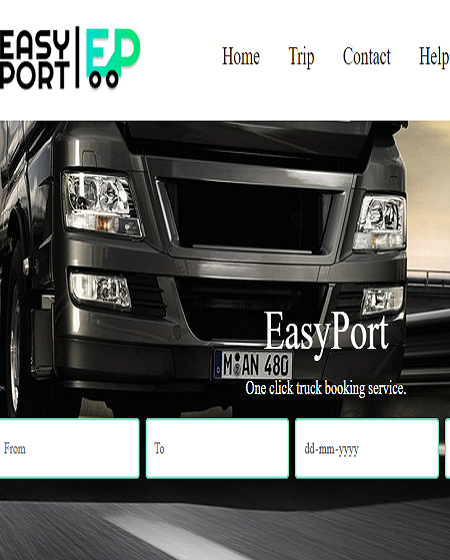 EASY
PORT
EP
Home Trip Contact Help
EasyPort
M AN 480
One click truck booking service.
From To dd-mm-yyyy